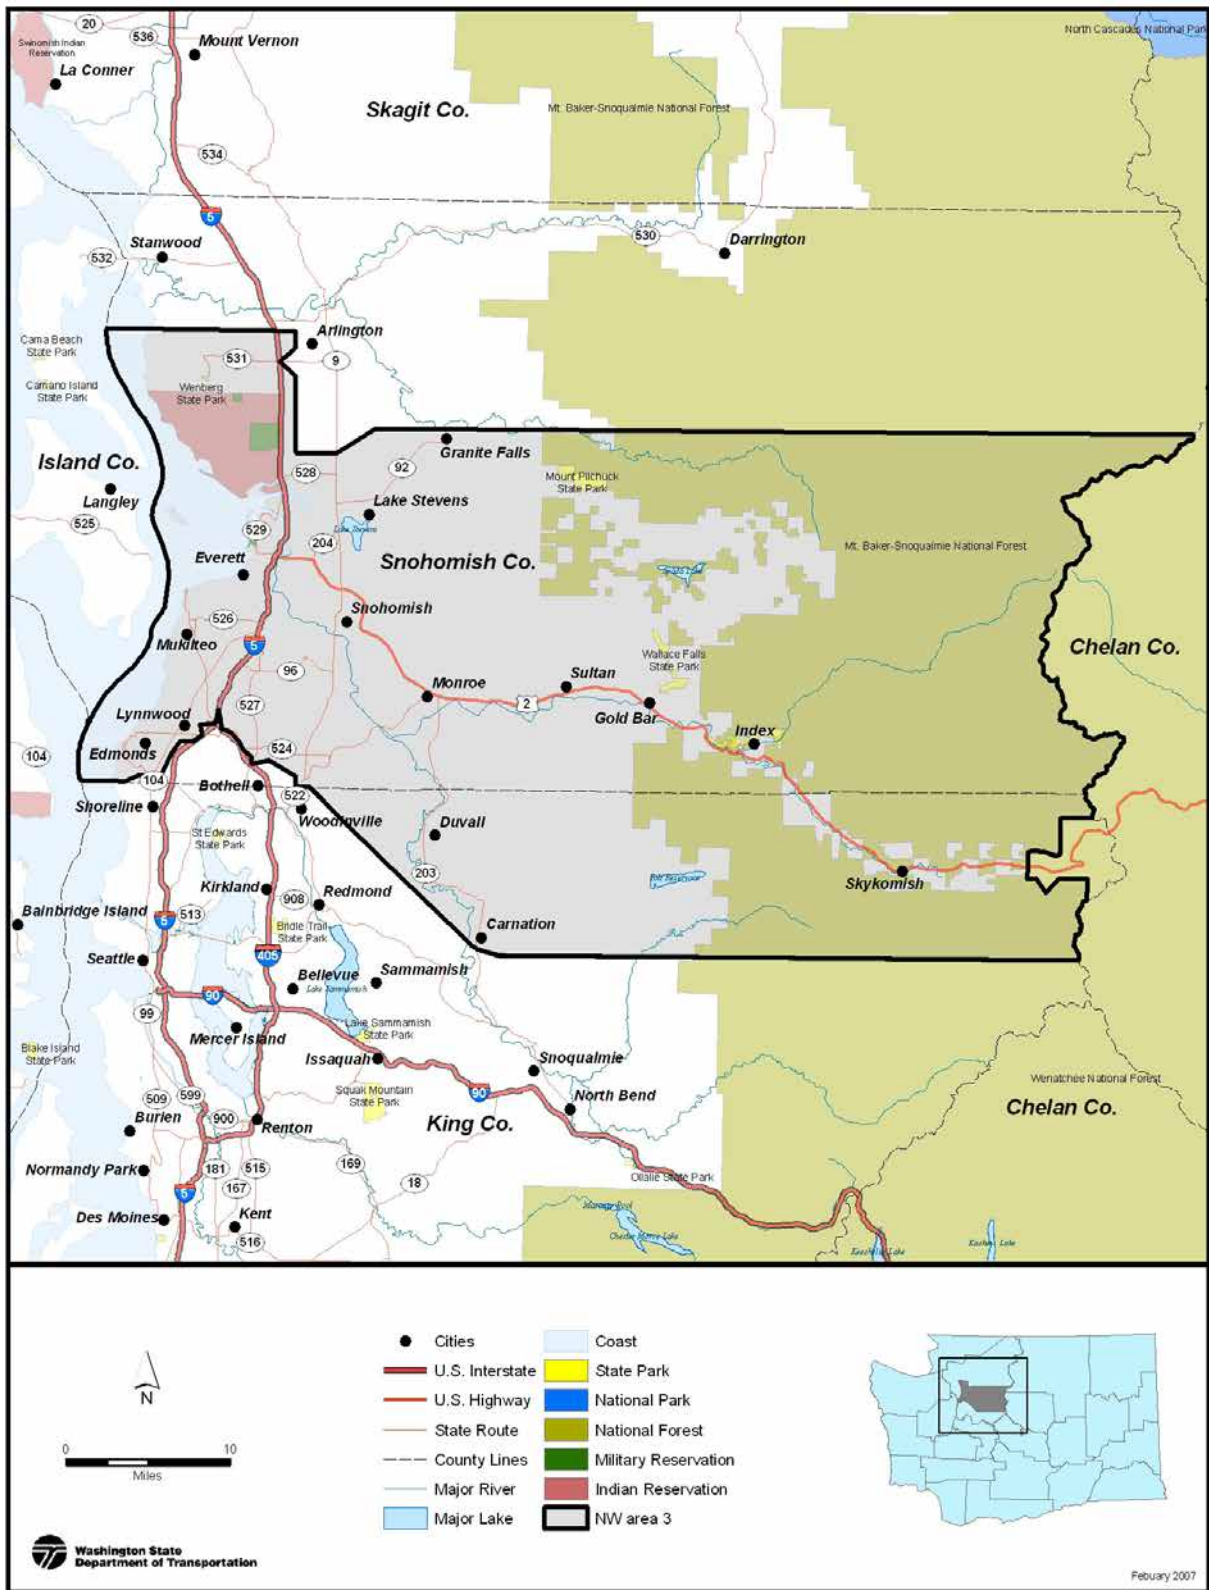 20
536
Mount Vernon
North Cascades National Park
Swinomish Indian
Reservation
La Conner
Skagit Co.
Mt. Baker-Snoqualmie National Forest
534
5
Stanwood
530
Darrington
532
Arlington
Cama Beach
State Park
531
9
Camano Island
State Park
Wenberg
State Park
Island Co.
Granite Falls
528
92
Mount Pilchuck
State Park
Langley
Lake Stevens
525
529
204
Lake Stevens
Everett
Snohomish Co.
Mt. Baker-Snoqualmie National Forest
Snohomish
526
Mukilteo
5
Wallace Falls
State Park
Chelan Co.
96
Sultan
Monroe
527
2
Gold Bar
Lynnwood
Index
Edmonds
524
104
104
Bothell
522
Shoreline
Woodinville
Duvall
St Edwards
State Park
203
Skykomish
Kirkland
908
Redmond
Bainbridge Island
5
513
Bridle Trail
State Park
Carnation
405
Seattle
Bellevue
Sammamish
Lake Sammamish
90
99
Lake Sammamish
State Park
Mercer Island
Blake Island
State Park
Issaquah
Snoqualmie
Wenatchee National Forest
509
599
Squak Mountain
State Park
90
North Bend
Chelan Co.
Burien
900
Renton
King Co.
Normandy Park
181
515
169
18
Olallie State Park
167
5
Des Moines
Kent
516
N
0
10
Miles
Cities
U.S. Interstate
U.S. Highway
State Route
County Lines
Major River
Major Lake
Coast
State Park
National Park
National Forest
Military Reservation
Indian Reservation
NW area 3
Washington State
Department of Transportation
Febuary 2007